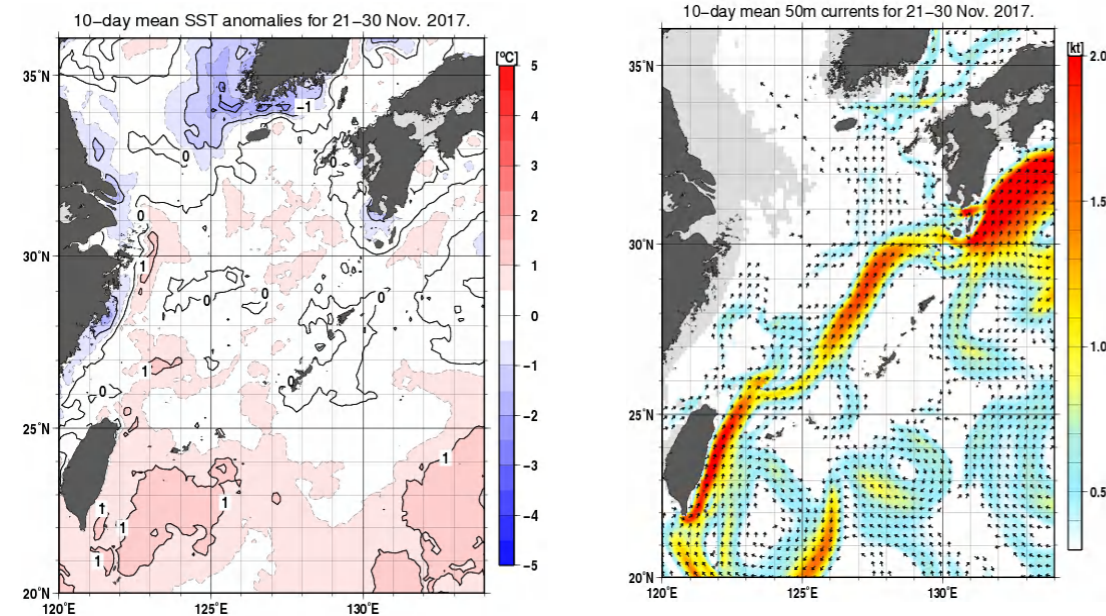 10-day mean SST anomalies for 21-30 Nov. 2017.
[°C]
5
4
3
2
1
0
-1
-2
-3
-4
-5
35°N
30°N
25°N
20°N
120°E
125°E
130°E
-1
0
0
0
1
0
0
0
0
1
0
1
1
1
1
1
10-day mean 50m currents for 21-30 Nov. 2017.
[kt]
2.0
1.5
1.0
0.5
35°N
30°N
25°N
20°N
120°E
125°E
130°E